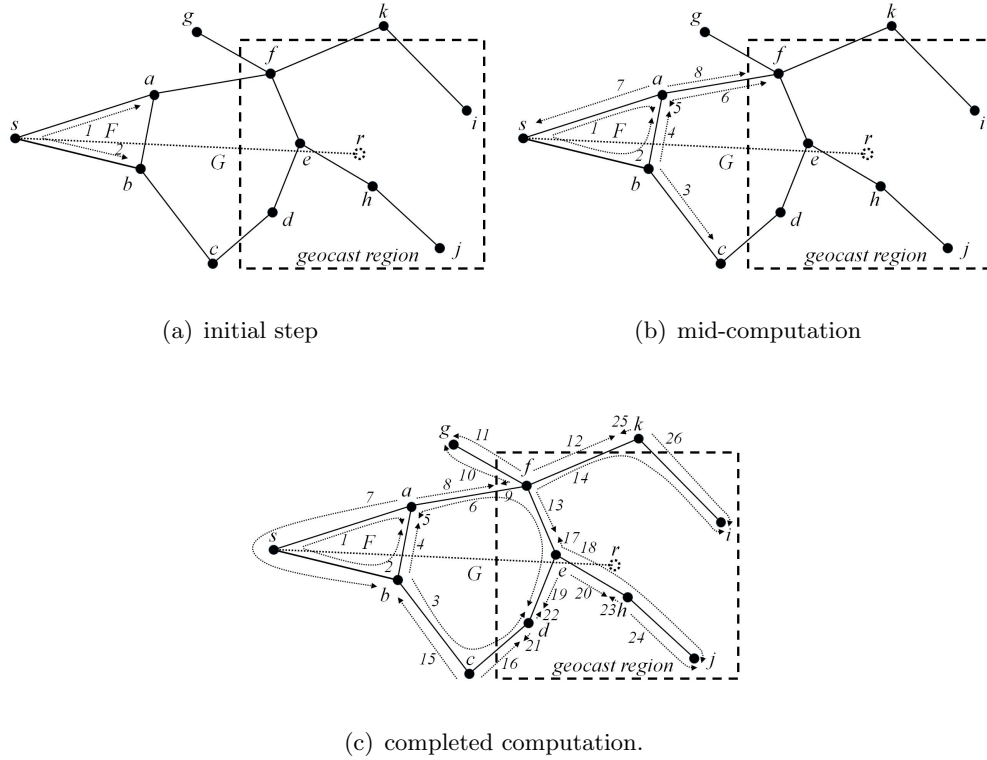 g
k
f
a
s
1
F
2
b
G
e
r
i
h
d
c
j
geocast region
(a) initial step
g
k
f
7
a
8
s
6
5
1
F
4
2
b
G
3
e
r
i
h
d
c
j
geocast region
(b) mid-computation
g
11
25
k
26
f
12
10
14
7
a
8
9
13
6
5
s
1
F
4
17
18
r
i
2
b
G
e
3
19
20
h
23
22
d
24
15
c
16
21
j
geocast region
(c) completed computation.